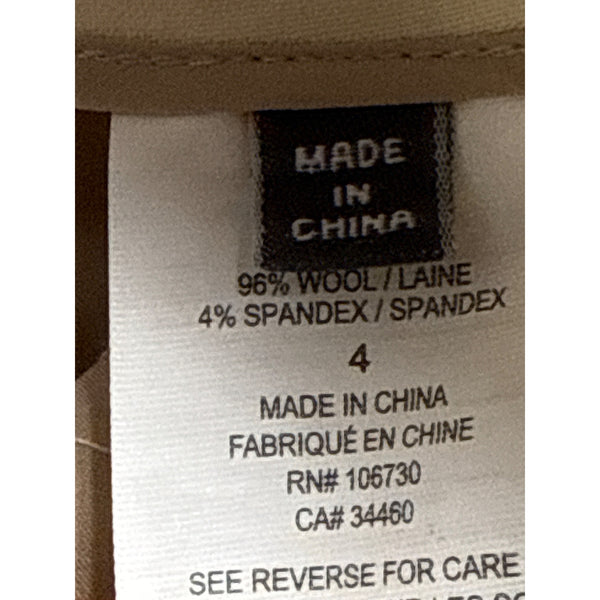 MADE
IN
CHINA
96% WOOL / LAINE
4% SPANDEX / SPANDEX
4
MADE IN CHINA
FABRIQUÉ EN CHINE
RN# 106730
CA# 34460
SEE REVERSE FOR CARE